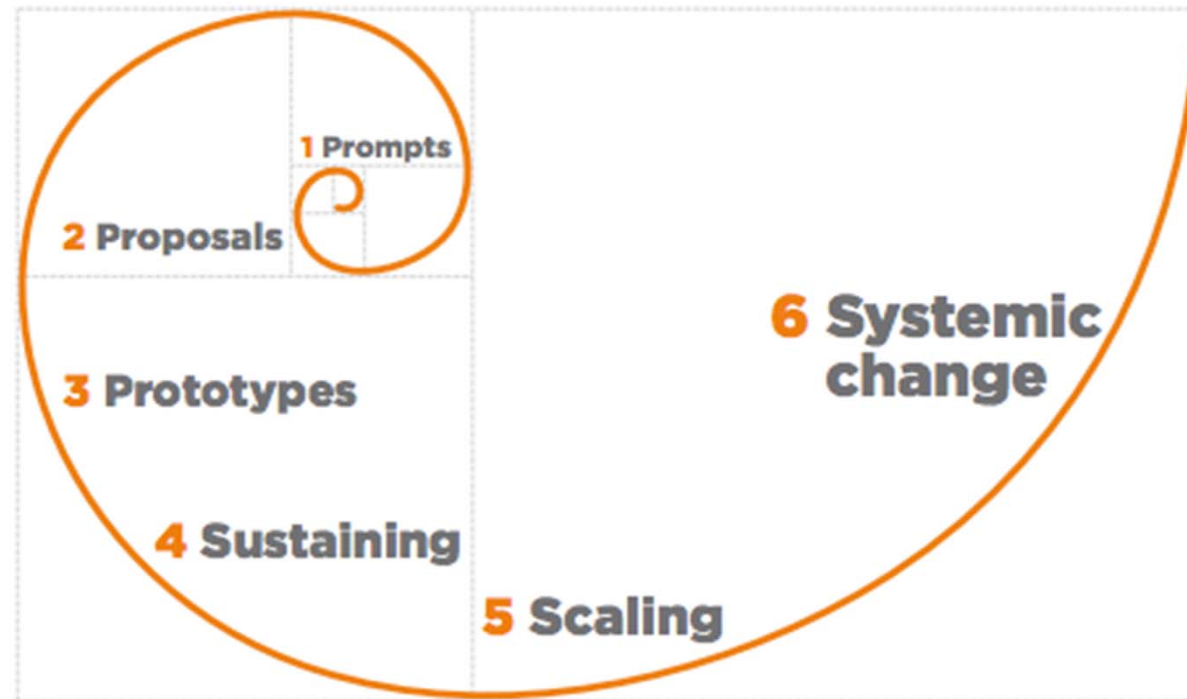 1 Prompts
2 Proposals
3 Prototypes
4 Sustaining
5 Scaling
6 Systemic
change